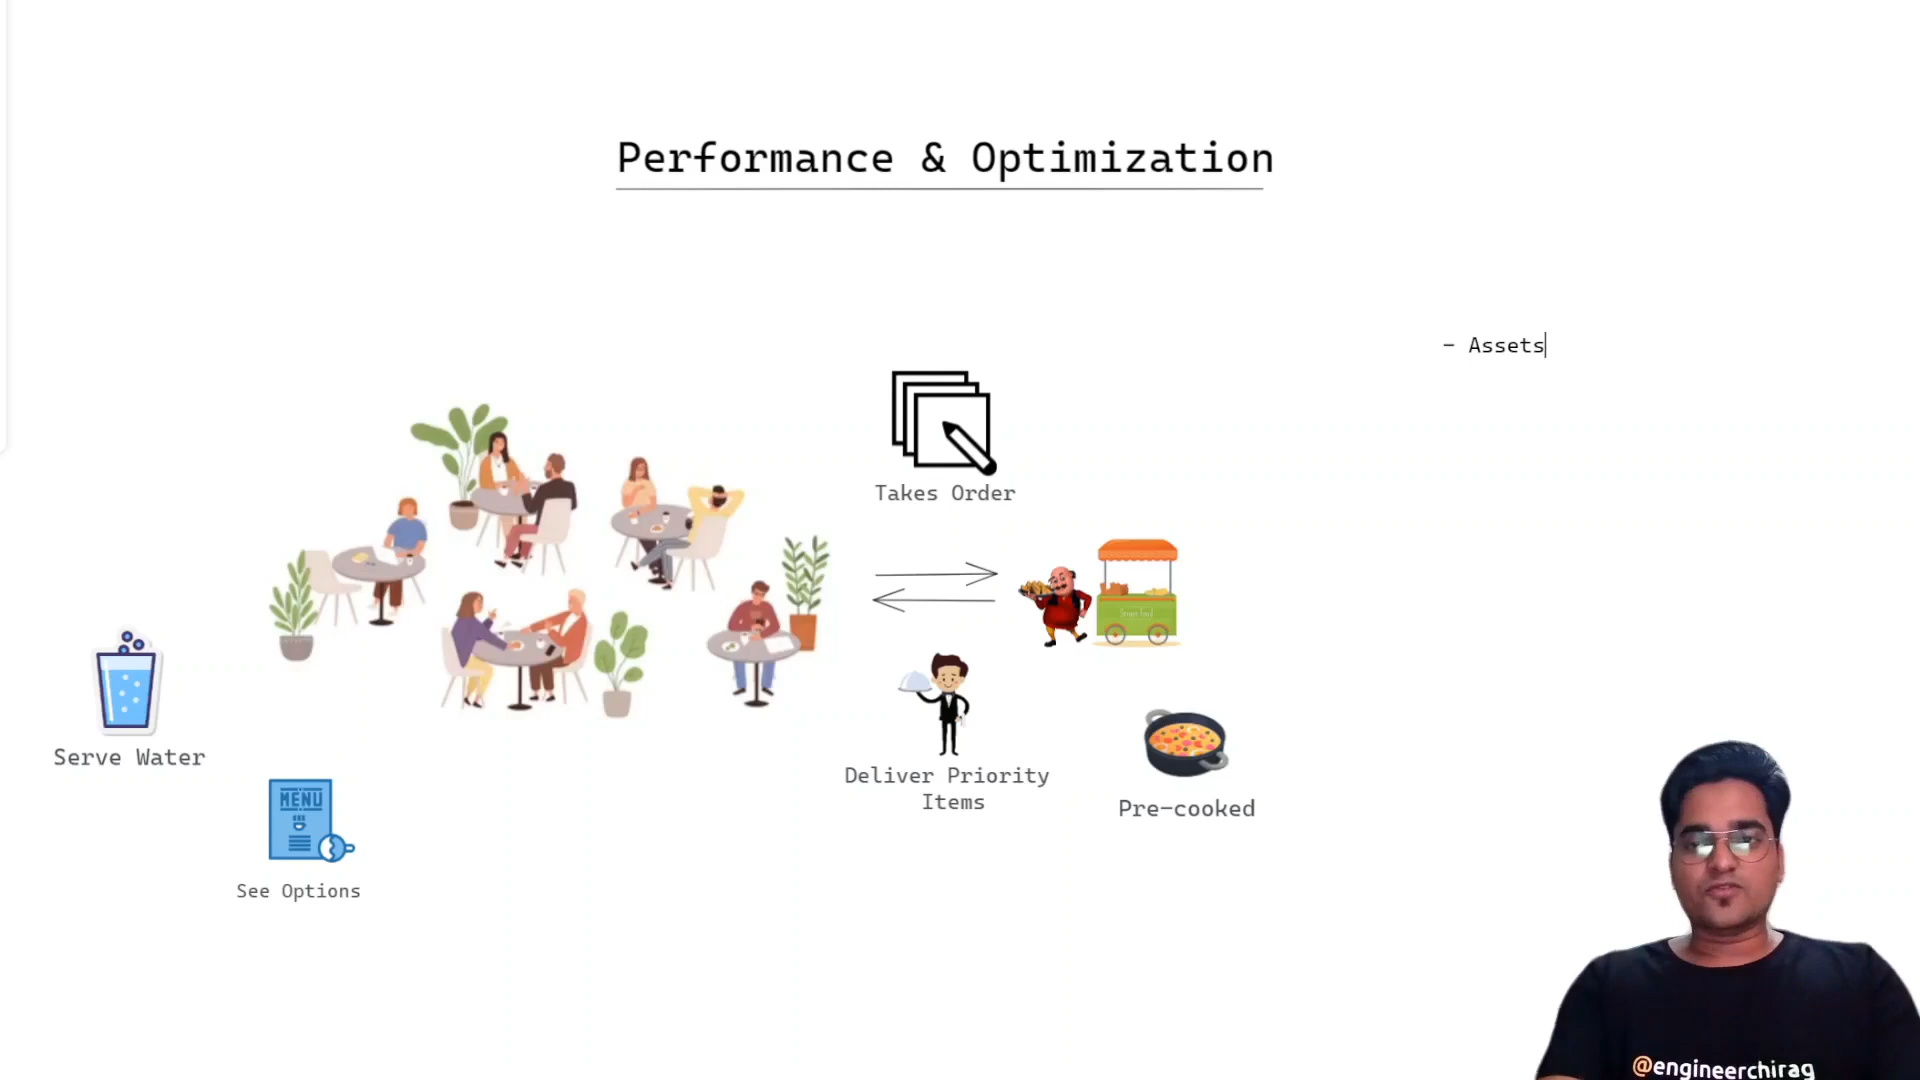 Performance & Optimization
- Assets
Takes Order
Serve Water
MENU
Deliver Priority
Items
Pre-cooked
See Options
@engineerchirag